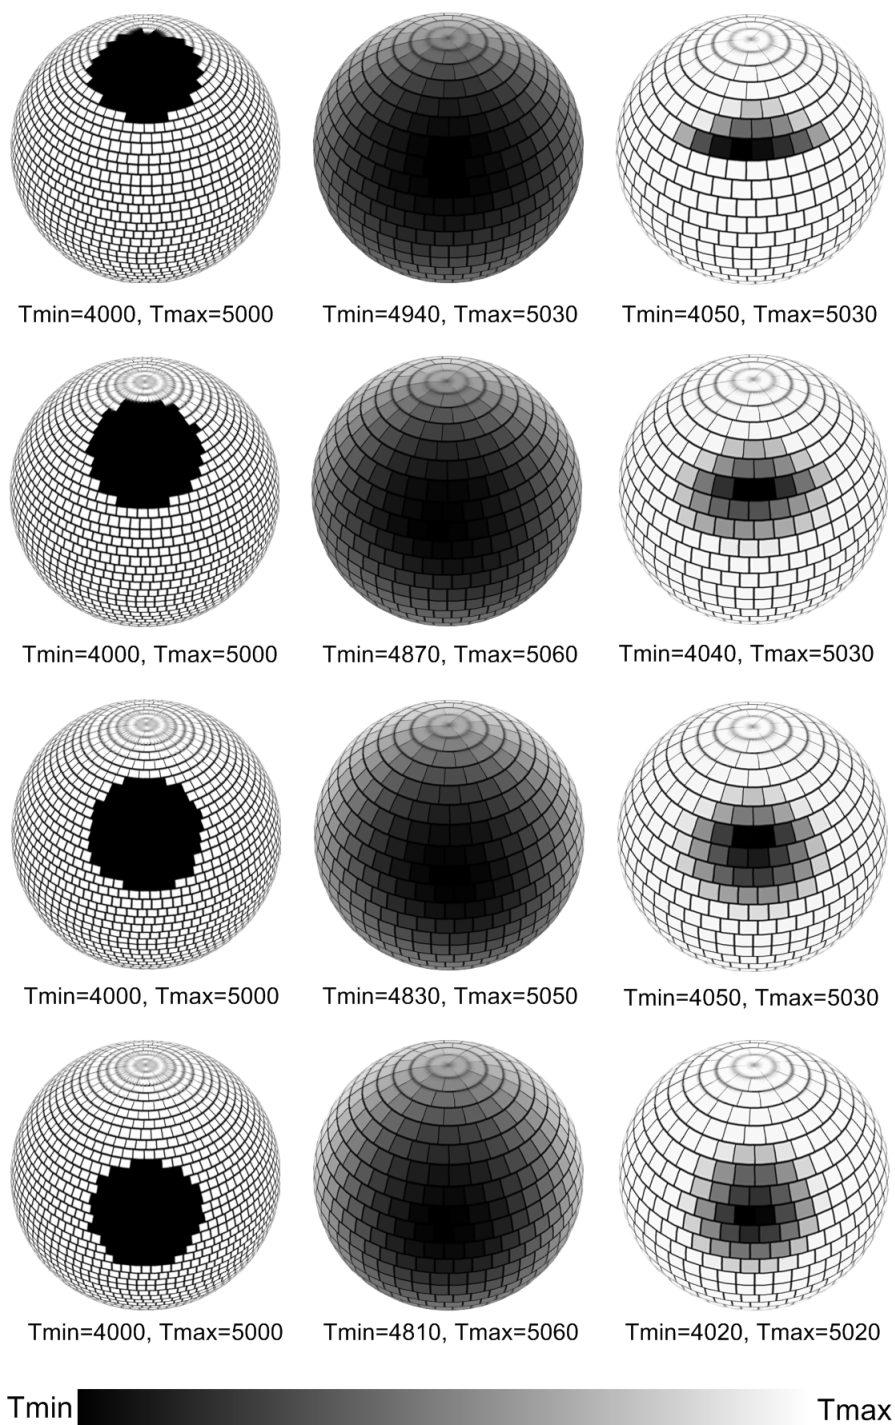 Tmin=4000, Tmax=5000 Tmin=4940, Tmax=5030 Tmin=4050, Tmax=5030
Tmin=4000, Tmax=5000 Tmin=4870, Tmax=5060 Tmin=4040, Tmax=5030
Tmin=4000, Tmax=5000 Tmin=4830, Tmax=5050 Tmin=4050, Tmax=5030
Tmin=4000, Tmax=5000 Tmin=4810, Tmax=5060 Tmin=4020, Tmax=5020
Tmin Tmax